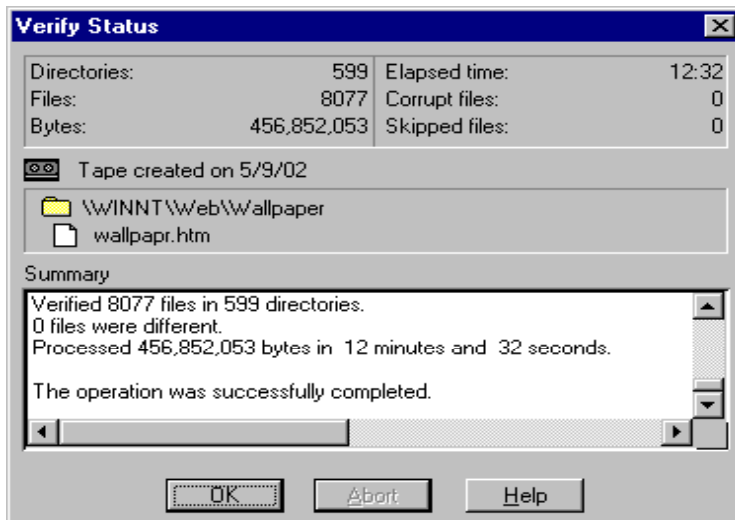 Verify Status
Directories: 599 Elapsed time: 12:32
Files: 8077 Corrupt files: 0
Bytes: 456,852,053 Skipped files: 0
Tape created on 5/9/02
\WINNT\Web\Wallpaper
wallpapr.htm
Summary
Verified 8077 files in 599 directories.
0 files were different.
Processed 456,852,053 bytes in  12 minutes and  32 seconds.
The operation was successfully completed.
OK Abort Help